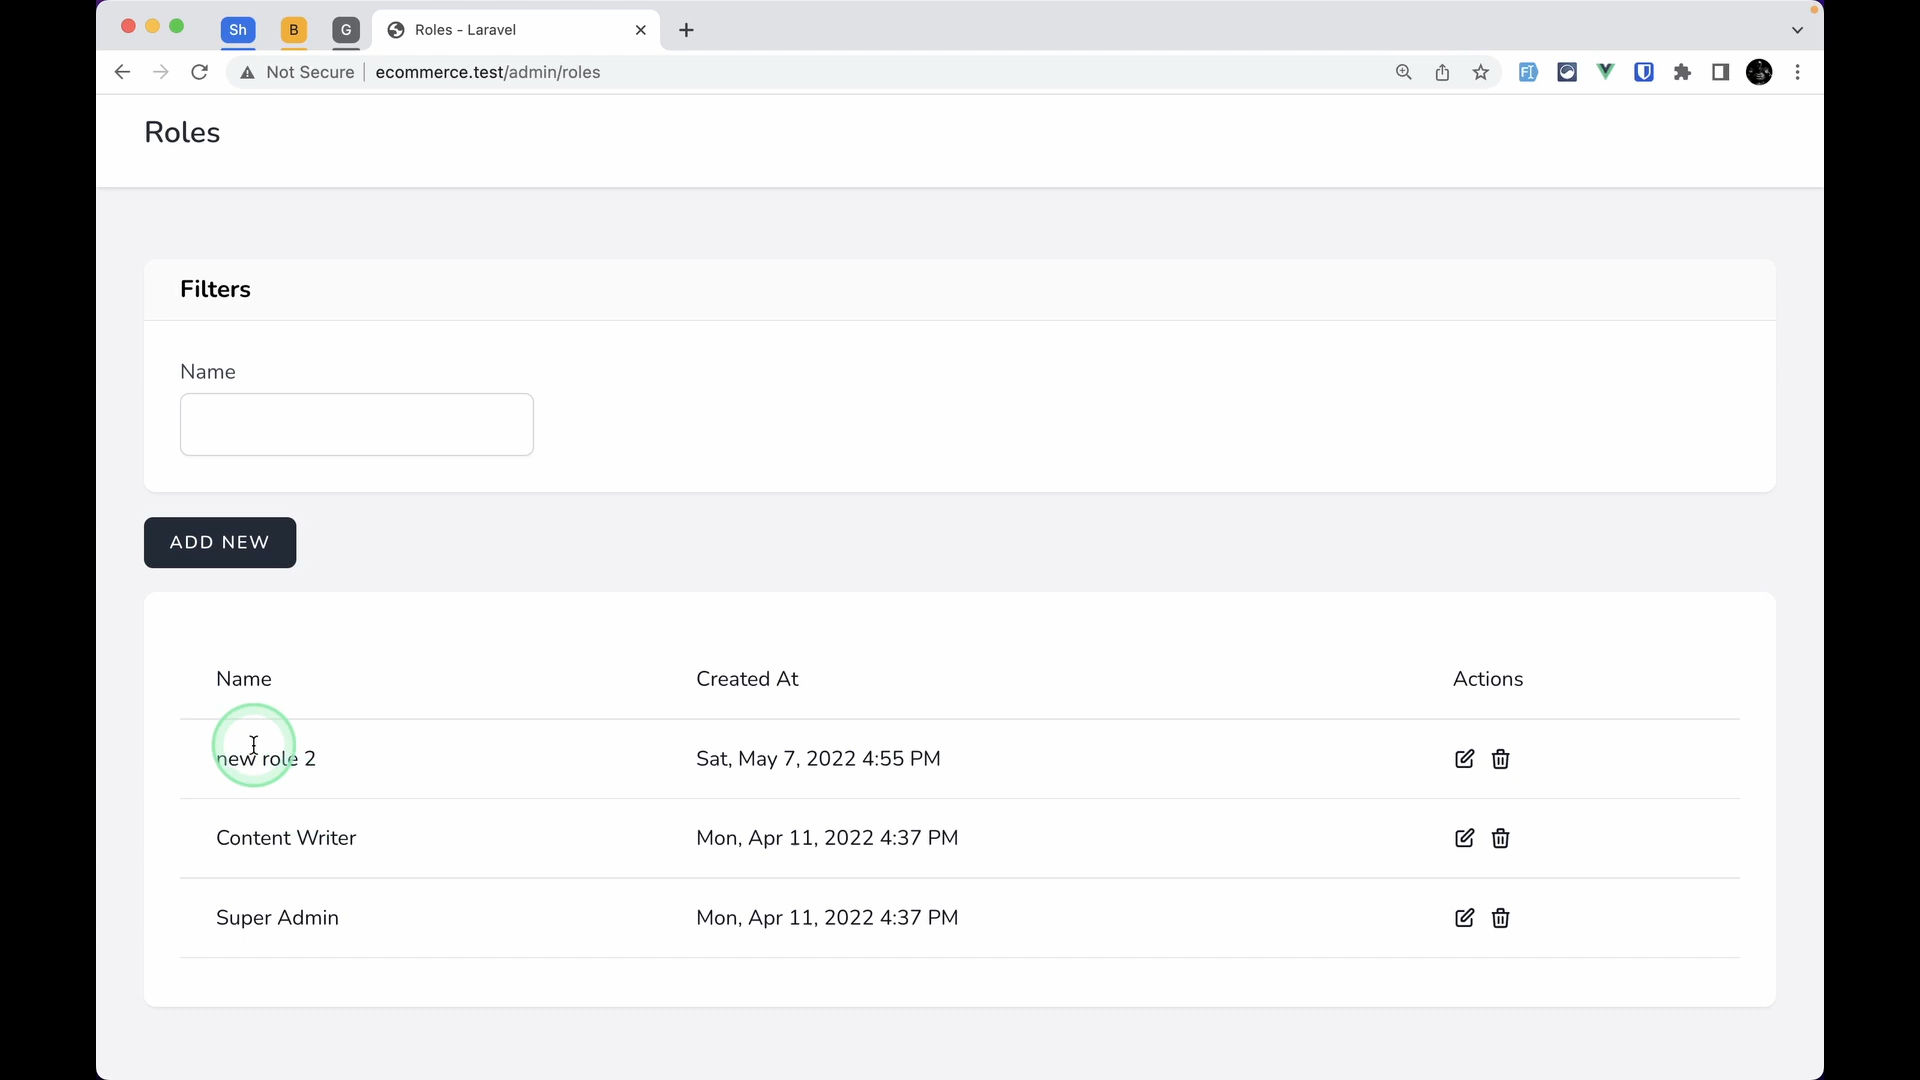 Sh B G Roles - Laravel
Not Secure ecommerce.test/admin/roles
Roles
Filters
Name
ADD NEW
Name Created At Actions
new role 2 Sat, May 7, 2022 4:55 PM
Content Writer Mon, Apr 11, 2022 4:37 PM
Super Admin Mon, Apr 11, 2022 4:37 PM